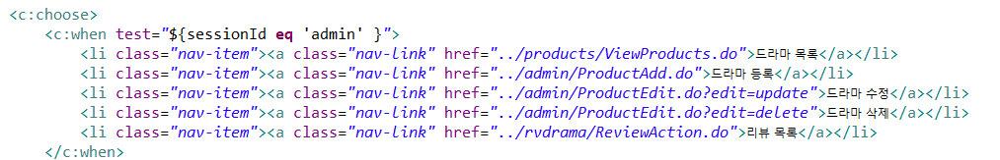 <c:choose>
<c:when test="${sessionId eq 'admin' }">
<li class="nav-item"><a class="nav-link" href="../products/ViewProducts.do">드라마 목록</a></li>
<li class="nav-item"><a class="nav-link" href="../admin/ProductAdd.do">드라마 등록</a></li>
<li class="nav-item"><a class="nav-link" href="../admin/ProductEdit.do?edit=update">드라마 수정</a></li>
<li class="nav-item"><a class="nav-link" href="../admin/ProductEdit.do?edit=delete">드라마 삭제</a></li>
<li class="nav-item"><a class="nav-link" href="../rvdrama/ReviewAction.do">리뷰 목록</a></li>
</c:when>